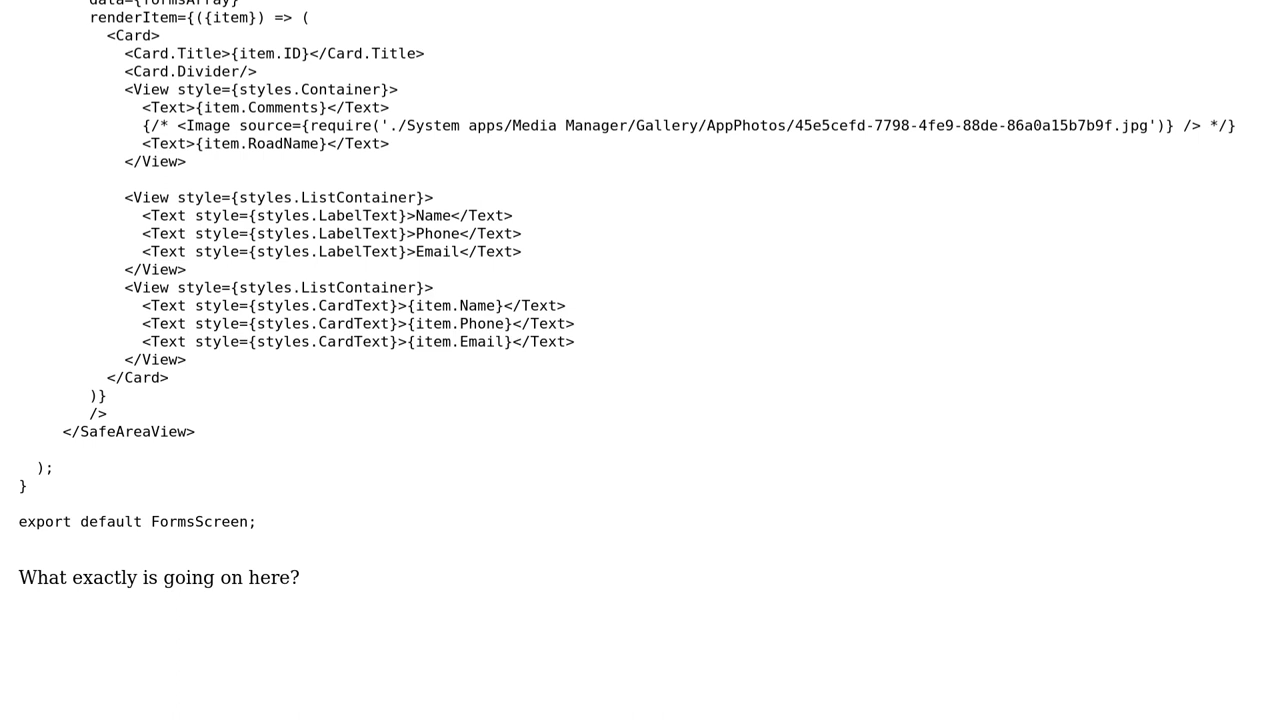 data={formsArray}
renderItem={({item}) => (
<Card>
<Card.Title>{item.ID}</Card.Title>
<Card.Divider/>
<View style={styles.Container}>
<Text>{item.Comments}</Text>
{/* <Image source={require('./System apps/Media Manager/Gallery/AppPhotos/45e5cefd-7798-4fe9-88de-86a0a15b7b9f.jpg')} /> */}
<Text>{item.RoadName}</Text>
</View>
<View style={styles.ListContainer}>
<Text style={styles.LabelText}>Name</Text>
<Text style={styles.LabelText}>Phone</Text>
<Text style={styles.LabelText}>Email</Text>
</View>
<View style={styles.ListContainer}>
<Text style={styles.CardText}>{item.Name}</Text>
<Text style={styles.CardText}>{item.Phone}</Text>
<Text style={styles.CardText}>{item.Email}</Text>
</View>
</Card>
)}
/>
</SafeAreaView>
);
}
export default FormsScreen;
What exactly is going on here?